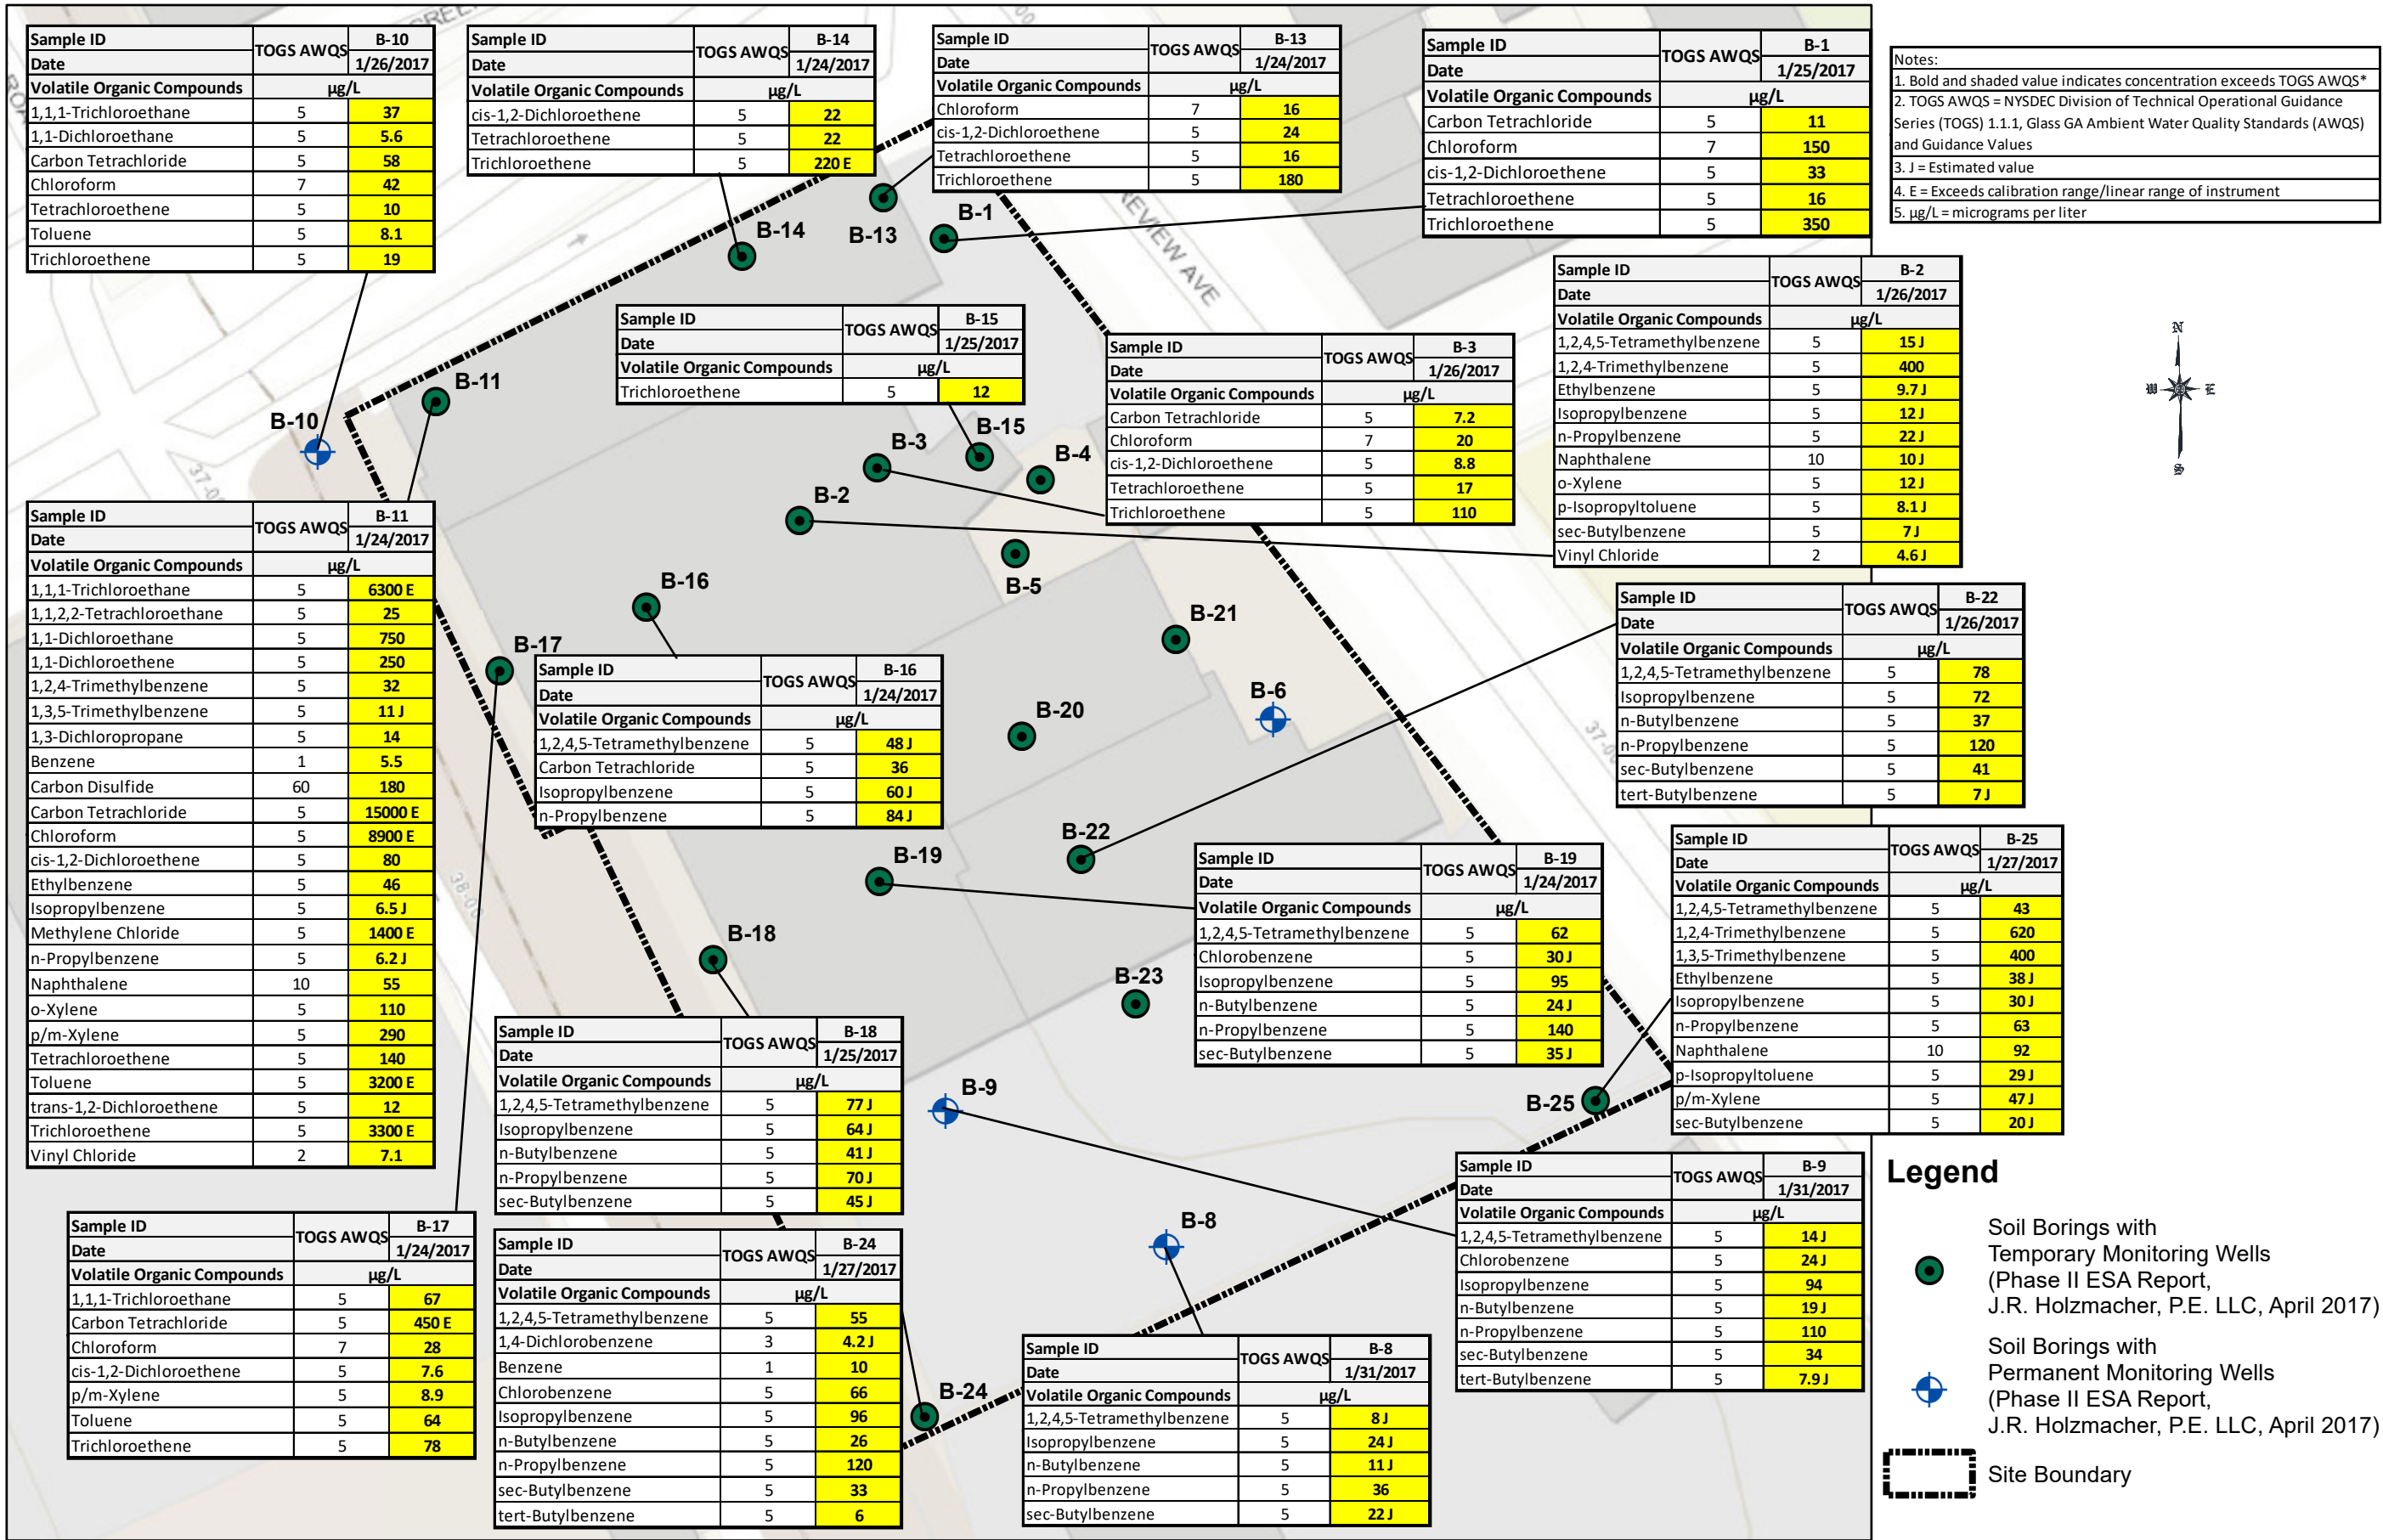 Sample ID TOGS AWQS B-10
Date 1/26/2017
Volatile Organic Compounds µg/L
1,1,1-Trichloroethane 5 37
1,1-Dichloroethane 5 5.6
Carbon Tetrachloride 5 58
Chloroform 7 42
Tetrachloroethene 5 10
Toluene 5 8.1
Trichloroethene 5 19
Sample ID TOGS AWQS B-14
Date 1/24/2017
Volatile Organic Compounds µg/L
cis-1,2-Dichloroethene 5 22
Tetrachloroethene 5 22
Trichloroethene 5 220 E
Sample ID TOGS AWQS B-13
Date 1/24/2017
Volatile Organic Compounds µg/L
Chloroform 7 16
cis-1,2-Dichloroethene 5 24
Tetrachloroethene 5 16
Trichloroethene 5 180
Sample ID TOGS AWQS B-1
Date 1/25/2017
Volatile Organic Compounds µg/L
Carbon Tetrachloride 5 11
Chloroform 7 150
cis-1,2-Dichloroethene 5 33
Tetrachloroethene 5 16
Trichloroethene 5 350
Notes:
1. Bold and shaded value indicates concentration exceeds TOGS AWQS*
2. TOGS AWQS = NYSDEC Division of Technical Operational Guidance
Series (TOGS) 1.1.1, Glass GA Ambient Water Quality Standards (AWQS)
and Guidance Values
3. J = Estimated value
4. E = Exceeds calibration range/linear range of instrument
5. µg/L = micrograms per liter
N
W E
S
B-13
B-1
B-14
REVIEW AVE
Sample ID TOGS AWQS B-15
Date 1/25/2017
Volatile Organic Compounds µg/L
Trichloroethene 5 12
Sample ID TOGS AWQS B-3
Date 1/26/2017
Volatile Organic Compounds µg/L
Carbon Tetrachloride 5 7.2
Chloroform 7 20
cis-1,2-Dichloroethene 5 8.8
Tetrachloroethene 5 17
Trichloroethene 5 110
Sample ID TOGS AWQS B-2
Date 1/26/2017
Volatile Organic Compounds µg/L
1,2,4,5-Tetramethylbenzene 5 15 J
1,2,4-Trimethylbenzene 5 400
Ethylbenzene 5 9.7 J
Isopropylbenzene 5 12 J
n-Propylbenzene 5 22 J
Naphthalene 10 10 J
o-Xylene 5 12 J
p-Isopropyltoluene 5 8.1 J
sec-Butylbenzene 5 7 J
Vinyl Chloride 2 4.6 J
B-11
B-10
B-3
B-15
B-4
B-2
B-5
B-16
B-17
B-21
B-6
B-20
B-22
B-19
B-18
B-23
B-9
B-25
B-8
B-24
38-00
Sample ID TOGS AWQS B-11
Date 1/24/2017
Volatile Organic Compounds µg/L
1,1,1-Trichloroethane 5 6300 E
1,1,2,2-Tetrachloroethane 5 25
1,1-Dichloroethane 5 750
1,1-Dichloroethene 5 250
1,2,4-Trimethylbenzene 5 32
1,3,5-Trimethylbenzene 5 11 J
1,3-Dichloropropane 5 14
Benzene 1 5.5
Carbon Disulfide 60 180
Carbon Tetrachloride 5 15000 E
Chloroform 5 8900 E
cis-1,2-Dichloroethene 5 80
Ethylbenzene 5 46
Isopropylbenzene 5 6.5 J
Methylene Chloride 5 1400 E
n-Propylbenzene 5 6.2 J
Naphthalene 10 55
o-Xylene 5 110
p/m-Xylene 5 290
Tetrachloroethene 5 140
Toluene 5 3200 E
trans-1,2-Dichloroethene 5 12
Trichloroethene 5 3300 E
Vinyl Chloride 2 7.1
Sample ID TOGS AWQS B-16
Date 1/24/2017
Volatile Organic Compounds µg/L
1,2,4,5-Tetramethylbenzene 5 48 J
Carbon Tetrachloride 5 36
Isopropylbenzene 5 60 J
n-Propylbenzene 5 84 J
Sample ID TOGS AWQS B-22
Date 1/26/2017
Volatile Organic Compounds µg/L
1,2,4,5-Tetramethylbenzene 5 78
Isopropylbenzene 5 72
n-Butylbenzene 5 37
n-Propylbenzene 5 120
sec-Butylbenzene 5 41
tert-Butylbenzene 5 7 J
Sample ID TOGS AWQS B-19
Date 1/24/2017
Volatile Organic Compounds µg/L
1,2,4,5-Tetramethylbenzene 5 62
Chlorobenzene 5 30 J
Isopropylbenzene 5 95
n-Butylbenzene 5 24 J
n-Propylbenzene 5 140
sec-Butylbenzene 5 35 J
Sample ID TOGS AWQS B-25
Date 1/27/2017
Volatile Organic Compounds µg/L
1,2,4,5-Tetramethylbenzene 5 43
1,2,4-Trimethylbenzene 5 620
1,3,5-Trimethylbenzene 5 400
Ethylbenzene 5 38 J
Isopropylbenzene 5 30 J
n-Propylbenzene 5 63
Naphthalene 10 92
p-Isopropyltoluene 5 29 J
p/m-Xylene 5 47 J
sec-Butylbenzene 5 20 J
Sample ID TOGS AWQS B-18
Date 1/25/2017
Volatile Organic Compounds µg/L
1,2,4,5-Tetramethylbenzene 5 77 J
Isopropylbenzene 5 64 J
n-Butylbenzene 5 41 J
n-Propylbenzene 5 70 J
sec-Butylbenzene 5 45 J
Sample ID TOGS AWQS B-17
Date 1/24/2017
Volatile Organic Compounds µg/L
1,1,1-Trichloroethane 5 67
Carbon Tetrachloride 5 450 E
Chloroform 7 28
cis-1,2-Dichloroethene 5 7.6
p/m-Xylene 5 8.9
Toluene 5 64
Trichloroethene 5 78
Sample ID TOGS AWQS B-24
Date 1/27/2017
Volatile Organic Compounds µg/L
1,2,4,5-Tetramethylbenzene 5 55
1,4-Dichlorobenzene 3 4.2 J
Benzene 1 10
Chlorobenzene 5 66
Isopropylbenzene 5 96
n-Butylbenzene 5 26
n-Propylbenzene 5 120
sec-Butylbenzene 5 33
tert-Butylbenzene 5 6
Sample ID TOGS AWQS B-8
Date 1/31/2017
Volatile Organic Compounds µg/L
1,2,4,5-Tetramethylbenzene 5 8 J
Isopropylbenzene 5 24 J
n-Butylbenzene 5 11 J
n-Propylbenzene 5 36
sec-Butylbenzene 5 22 J
Sample ID TOGS AWQS B-9
Date 1/31/2017
Volatile Organic Compounds µg/L
1,2,4,5-Tetramethylbenzene 5 14 J
Chlorobenzene 5 24 J
Isopropylbenzene 5 94
n-Butylbenzene 5 19 J
n-Propylbenzene 5 110
sec-Butylbenzene 5 34
tert-Butylbenzene 5 7.9 J
Legend
Soil Borings with
Temporary Monitoring Wells
(Phase II ESA Report,
J.R. Holzmacher, P.E. LLC, April 2017)
Soil Borings with
Permanent Monitoring Wells
(Phase II ESA Report,
J.R. Holzmacher, P.E. LLC, April 2017)
Site Boundary